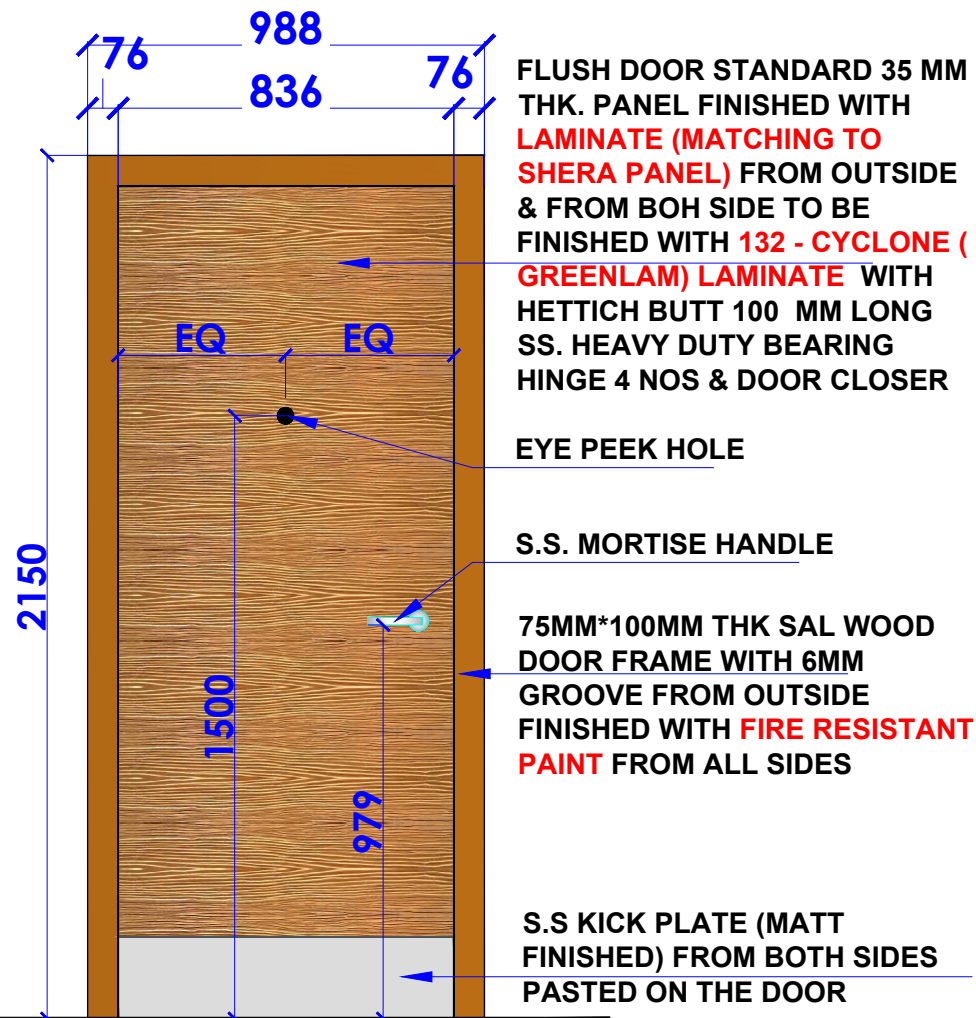 988
76
836
76
FLUSH DOOR STANDARD 35 MM
THK. PANEL FINISHED WITH
LAMINATE (MATCHING TO
SHERA PANEL) FROM OUTSIDE
& FROM BOH SIDE TO BE
FINISHED WITH 132 - CYCLONE (
GREENLAM) LAMINATE WITH
HETTICH BUTT 100 MM LONG
SS. HEAVY DUTY BEARING
HINGE 4 NOS & DOOR CLOSER
EQ
EQ
EYE PEEK HOLE
S.S. MORTISE HANDLE
2150
1500
979
75MM*100MM THK SAL WOOD
DOOR FRAME WITH 6MM
GROOVE FROM OUTSIDE
FINISHED WITH FIRE RESISTANT
PAINT FROM ALL SIDES
S.S KICK PLATE (MATT
FINISHED) FROM BOTH SIDES
PASTED ON THE DOOR